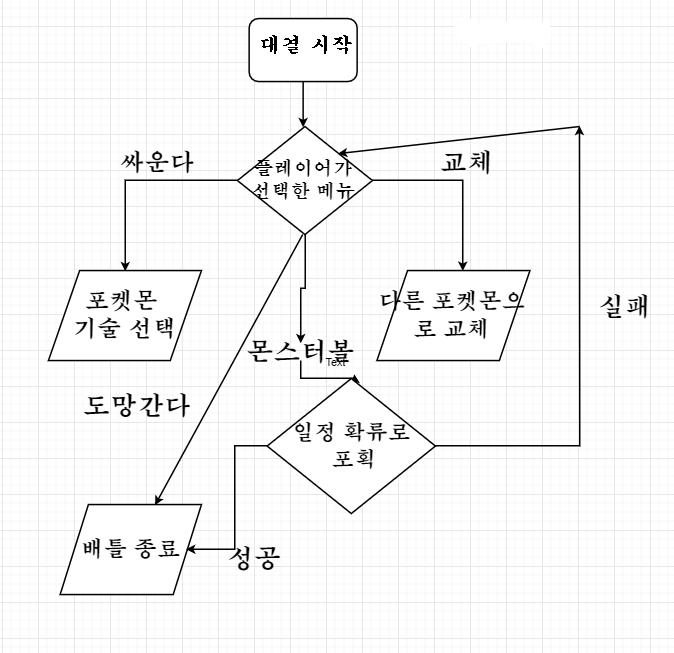 대결 시작
플레이어가
선택한 메뉴
싸운다
교체
포켓몬
기술 선택
다른 포켓몬으
로 교체
실패
몬스터볼
Text
도망간다
일정 확류로
포획
배틀 종료
성공